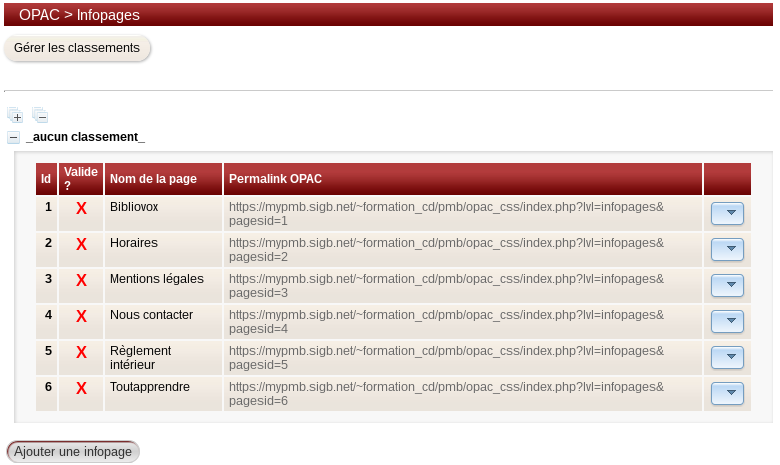 OPAC > Infopages
Gérer les classements
_aucun classement_
Id Valide ? Nom de la page Permalink OPAC
1 X Bibliovox https://mypmb.sigb.net/~formation_cd/pmb/opac_css/index.php?lvl=infopages&
pagesid=1
2 X Horaires https://mypmb.sigb.net/~formation_cd/pmb/opac_css/index.php?lvl=infopages&
pagesid=2
3 X Mentions légales https://mypmb.sigb.net/~formation_cd/pmb/opac_css/index.php?lvl=infopages&
pagesid=3
4 X Nous contacter https://mypmb.sigb.net/~formation_cd/pmb/opac_css/index.php?lvl=infopages&
pagesid=4
5 X Règlement https://mypmb.sigb.net/~formation_cd/pmb/opac_css/index.php?lvl=infopages&
intérieur pagesid=5
6 X Toutapprendre https://mypmb.sigb.net/~formation_cd/pmb/opac_css/index.php?lvl=infopages&
pagesid=6
Ajouter une infopage